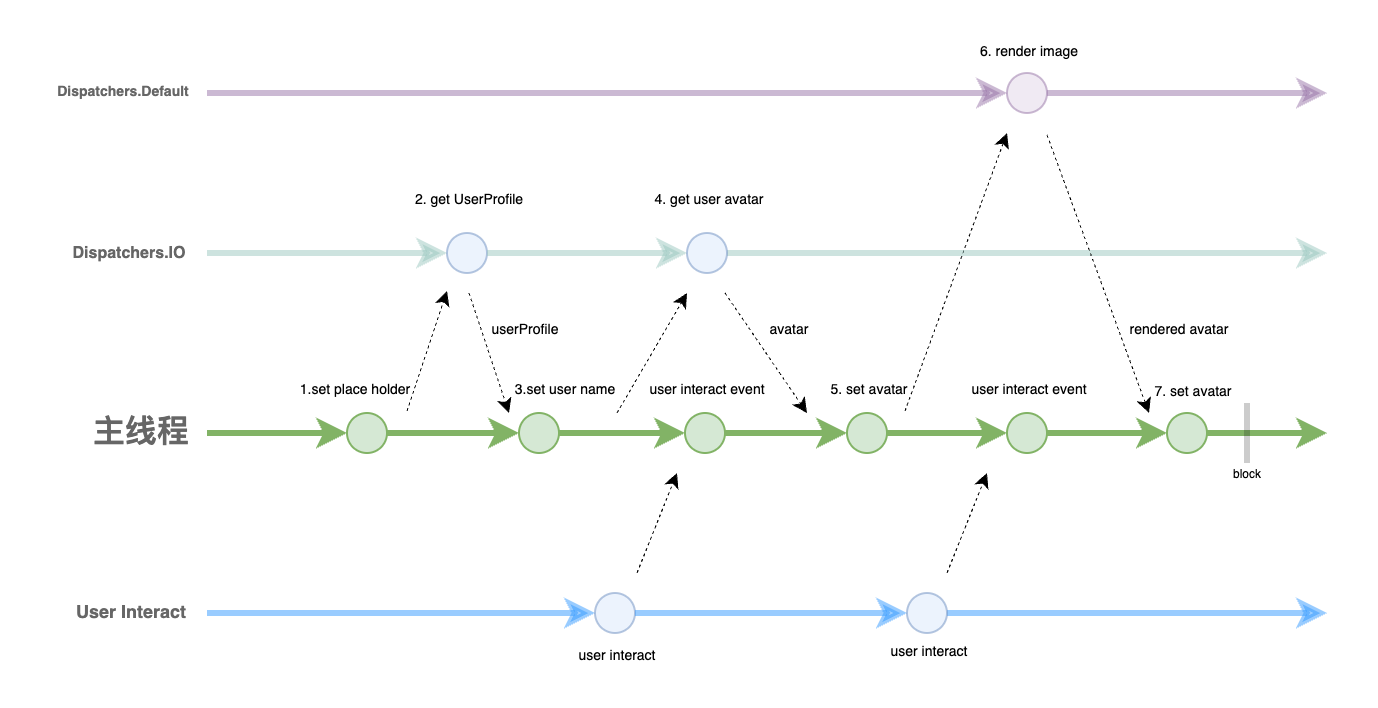 6. render image
Dispatchers.Default
2. get UserProfile
4. get user avatar
Dispatchers.IO
userProfile
avatar
rendered avatar
1.set place holder
3.set user name
user interact event
5. set avatar
user interact event
7. set avatar
主线程
block
User Interact
user interact
user interact